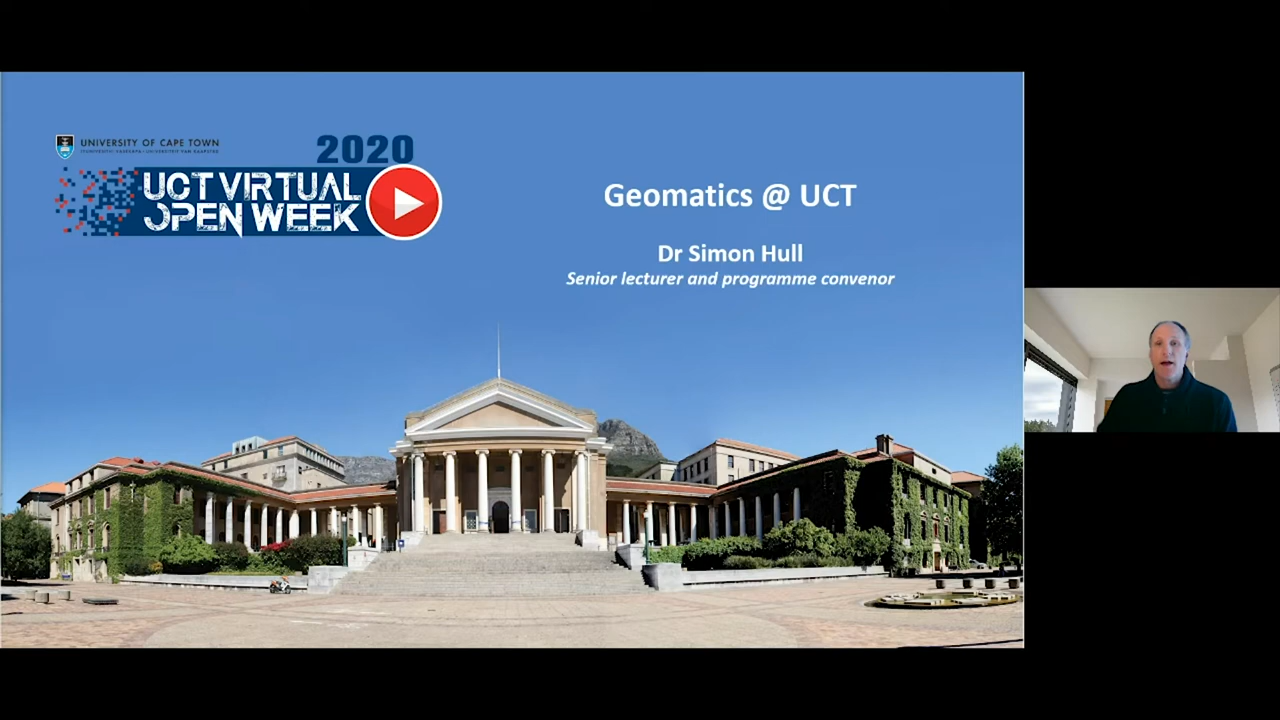 UNIVERSITY OF CAPE TOWN
2020
UCT VIRTUAL
OPEN WEEK
Geomatics @ UCT
Dr Simon Hull
Senior lecturer and programme convenor